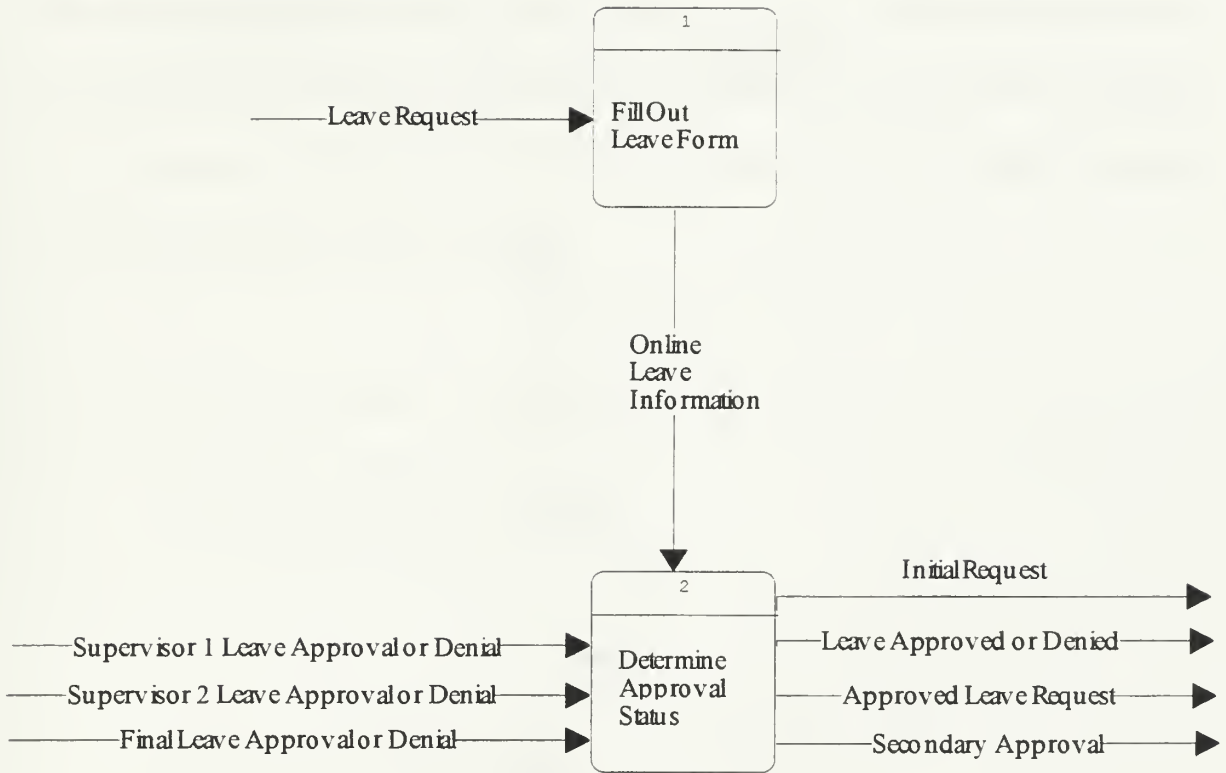 1
Leave Request
Fill Out
Leave Form
Online
Leave
Information
2
Initial Request
Supervisor 1 Leave Approval or Denial
Determine
Approval
Status
Leave Approved or Denied
Supervisor 2 Leave Approval or Denial
Approved Leave Request
Final Leave Approval or Denial
Secondary Approval